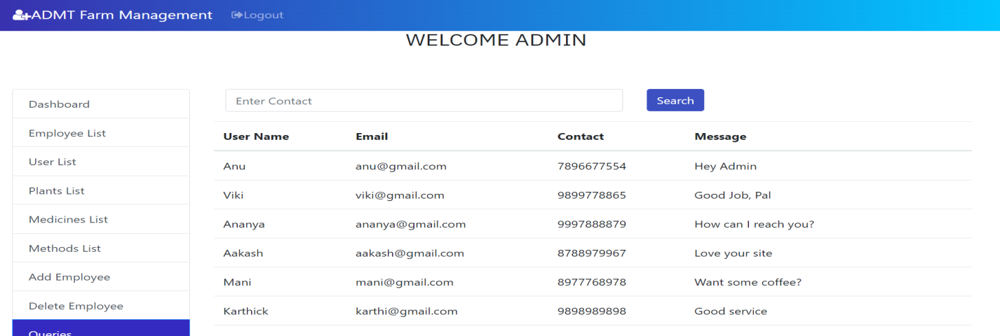 ADMT Farm Management Logout
WELCOME ADMIN
Dashboard
Employee List
User List
Plants List
Medicines List
Methods List
Add Employee
Delete Employee
Queries
Enter Contact Search
User Name Email Contact Message
Anu anu@gmail.com 7896677554 Hey Admin
Viki viki@gmail.com 9899778865 Good Job, Pal
Ananya ananya@gmail.com 9997888879 How can I reach you?
Aakash aakash@gmail.com 8788979967 Love your site
Mani mani@gmail.com 8977768978 Want some coffee?
Karthick karthi@gmail.com 9898989898 Good service